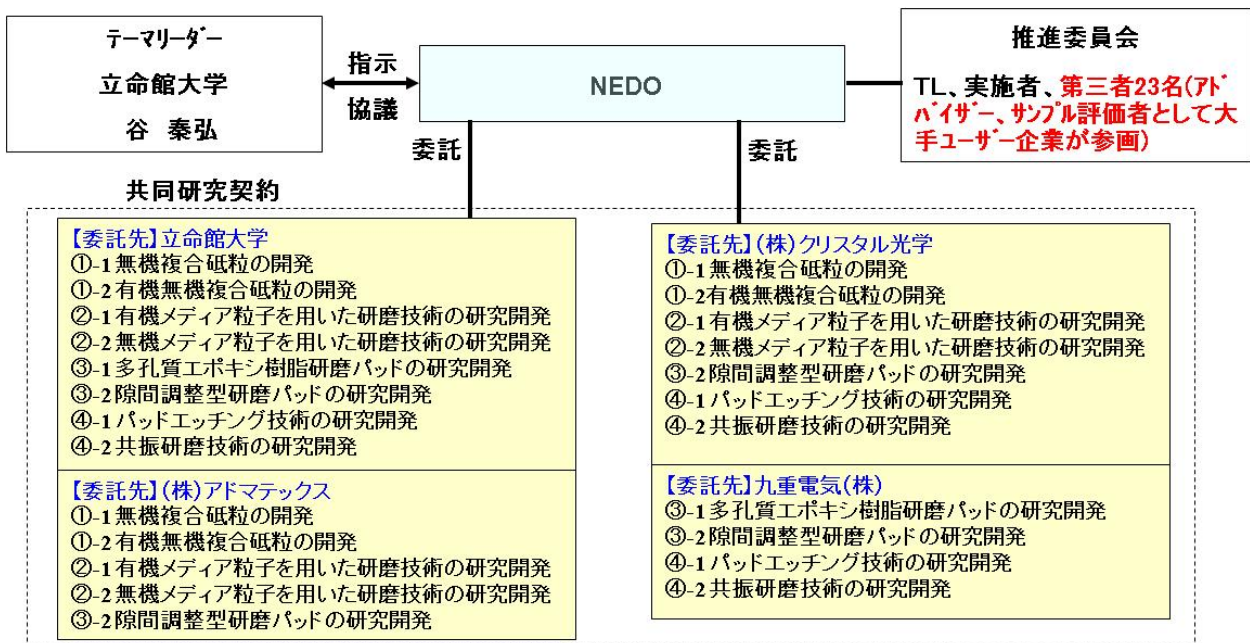 テーマリーダー
立命館大学
谷 泰弘
指示
協議
NEDO
推進委員会
TL、実施者、第三者23名(アド
バイザー、サンプル評価者として大
手ユーザー企業が参画)
委託
委託
共同研究契約
【委託先】立命館大学
①-1無機複合砥粒の開発
①-2有機無機複合砥粒の開発
②-1有機メディア粒子を用いた研磨技術の研究開発
②-2無機メディア粒子を用いた研磨技術の研究開発
③-1多孔質エポキシ樹脂研磨パッドの研究開発
③-2隙間調整型研磨パッドの研究開発
④-1パッドエッチング技術の研究開発
④-2共振研磨技術の研究開発
【委託先】(株)アドマテックス
①-1無機複合砥粒の開発
①-2有機無機複合砥粒の開発
②-1有機メディア粒子を用いた研磨技術の研究開発
②-2無機メディア粒子を用いた研磨技術の研究開発
③-2隙間調整型研磨パッドの研究開発
【委託先】(株)クリスタル光学
①-1無機複合砥粒の開発
①-2有機無機複合砥粒の開発
②-1有機メディア粒子を用いた研磨技術の研究開発
②-2無機メディア粒子を用いた研磨技術の研究開発
③-2隙間調整型研磨パッドの研究開発
④-1パッドエッチング技術の研究開発
④-2共振研磨技術の研究開発
【委託先】九重電気(株)
③-1多孔質エポキシ樹脂研磨パッドの研究開発
③-2隙間調整型研磨パッドの研究開発
④-1パッドエッチング技術の研究開発
④-2共振研磨技術の研究開発